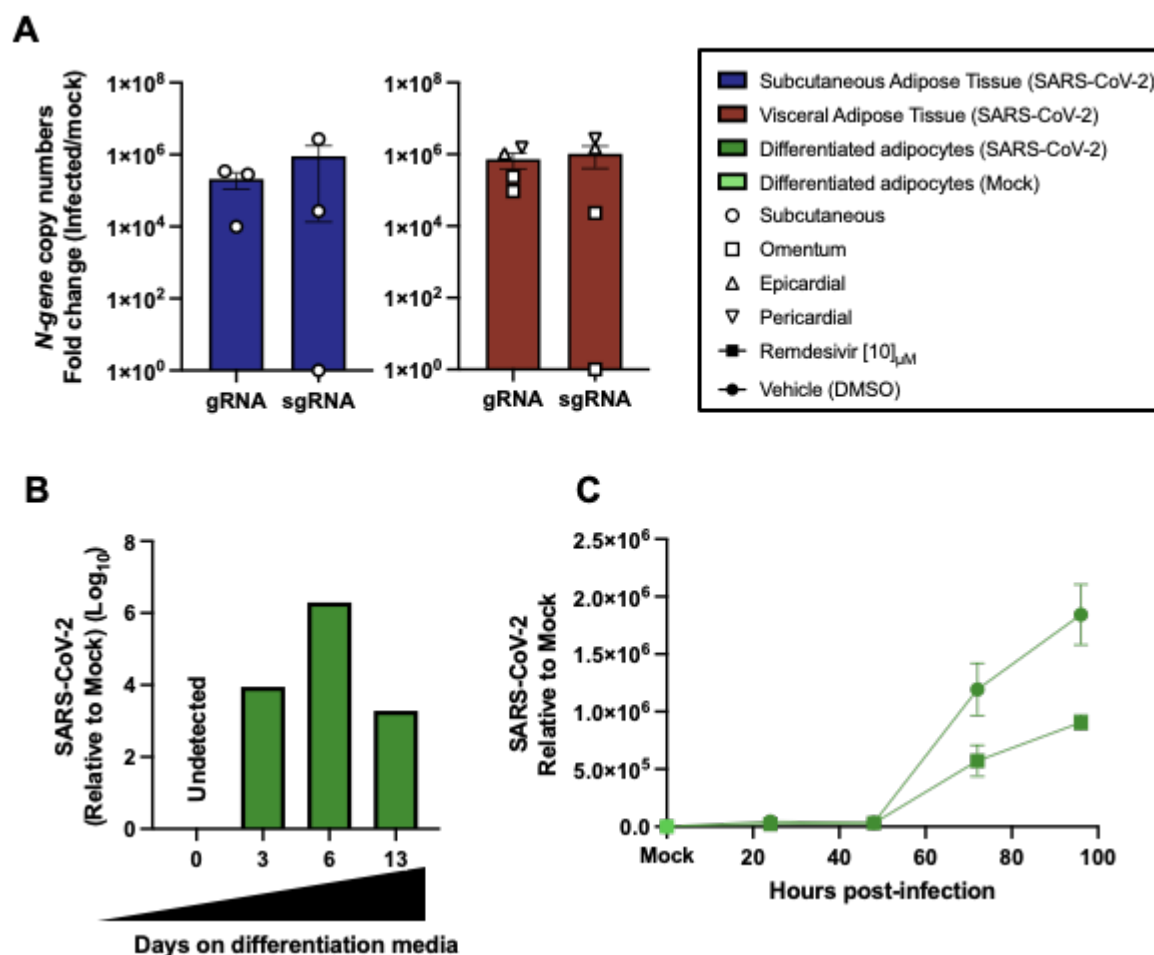 A
N-gene copy numbers
Fold change (Infected/mock)
1×10⁸
1×10⁶
1×10⁴
1×10²
1×10⁰
gRNA sgRNA
1×10⁸
1×10⁶
1×10⁴
1×10²
1×10⁰
gRNA sgRNA
Subcutaneous Adipose Tissue (SARS-CoV-2)
Visceral Adipose Tissue (SARS-CoV-2)
Differentiated adipocytes (SARS-CoV-2)
Differentiated adipocytes (Mock)
Subcutaneous
Omentum
Epicardial
Pericardial
Remdesivir [10]μM
Vehicle (DMSO)
B
SARS-CoV-2
(Relative to Mock) (Log₁₀)
8
6
4
2
0
Undetected
0 3 6 13
Days on differentiation media
C
SARS-CoV-2
Relative to Mock
2.5×10⁶
2.0×10⁶
1.5×10⁶
1.0×10⁶
5.0×10⁵
0.0
Mock 20 40 60 80 100
Hours post-infection